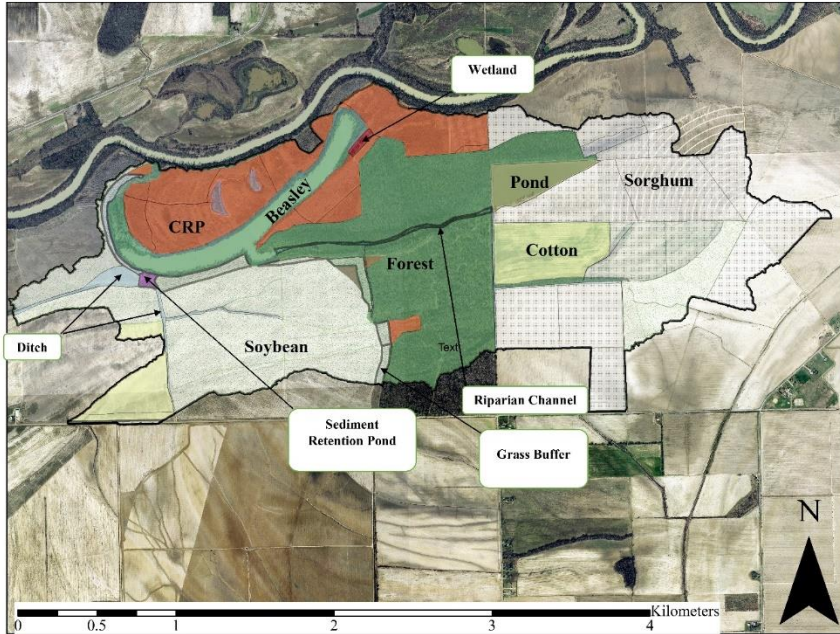 Wetland
Pond
Sorghum
Beasley
CRP
Forest
Cotton
Ditch
Soybean
Text
Riparian Channel
Sediment
Retention Pond
Grass Buffer
N
Kilometers
0 0.5 1 2 3 4